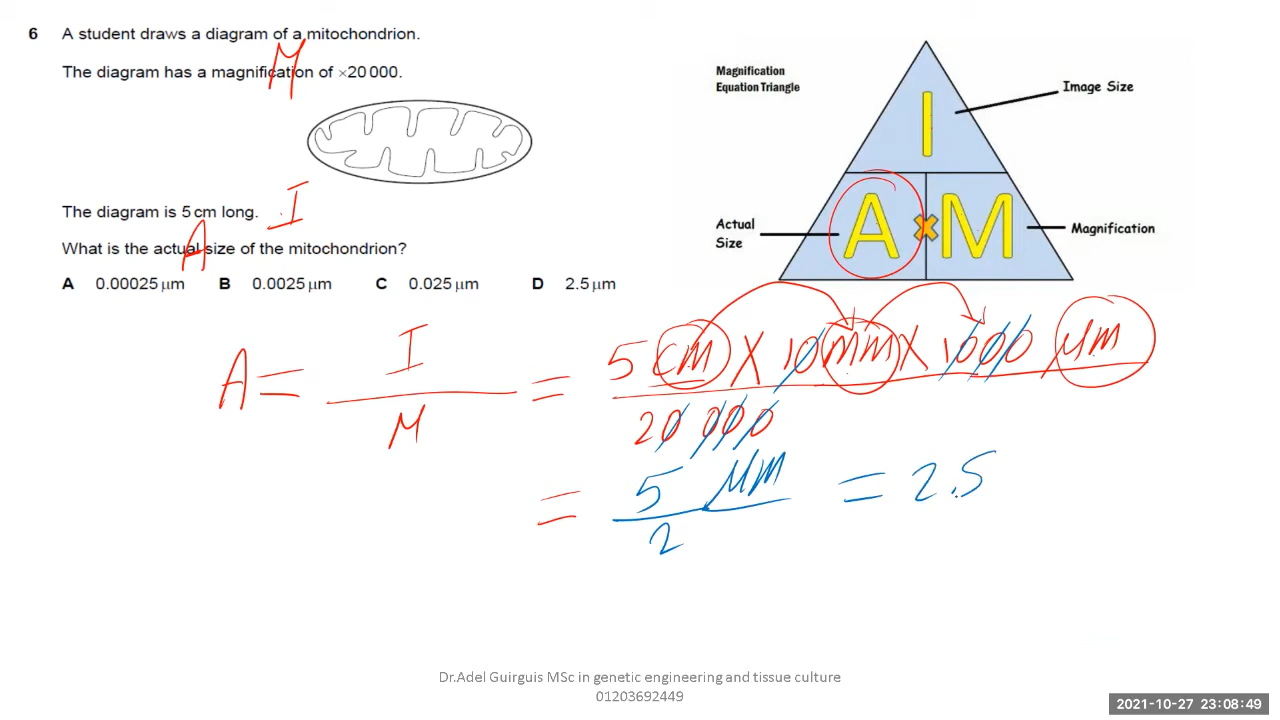 6 A student draws a diagram of a mitochondrion.
M
The diagram has a magnification of ×20 000.
The diagram is 5 cm long. I
A
What is the actual size of the mitochondrion?
A 0.00025 μm B 0.0025 μm C 0.025 μm D 2.5 μm
Magnification
Equation Triangle
Image Size
I
Actual
Size
A × M
Magnification
A = I / M = 5 cm × 10 mm × 1000 μm / 20 000
= 5 μm / 2 = 2.5
Dr.Adel Guirguis MSc in genetic engineering and tissue culture
01203692449
2021-10-27 23:08:49